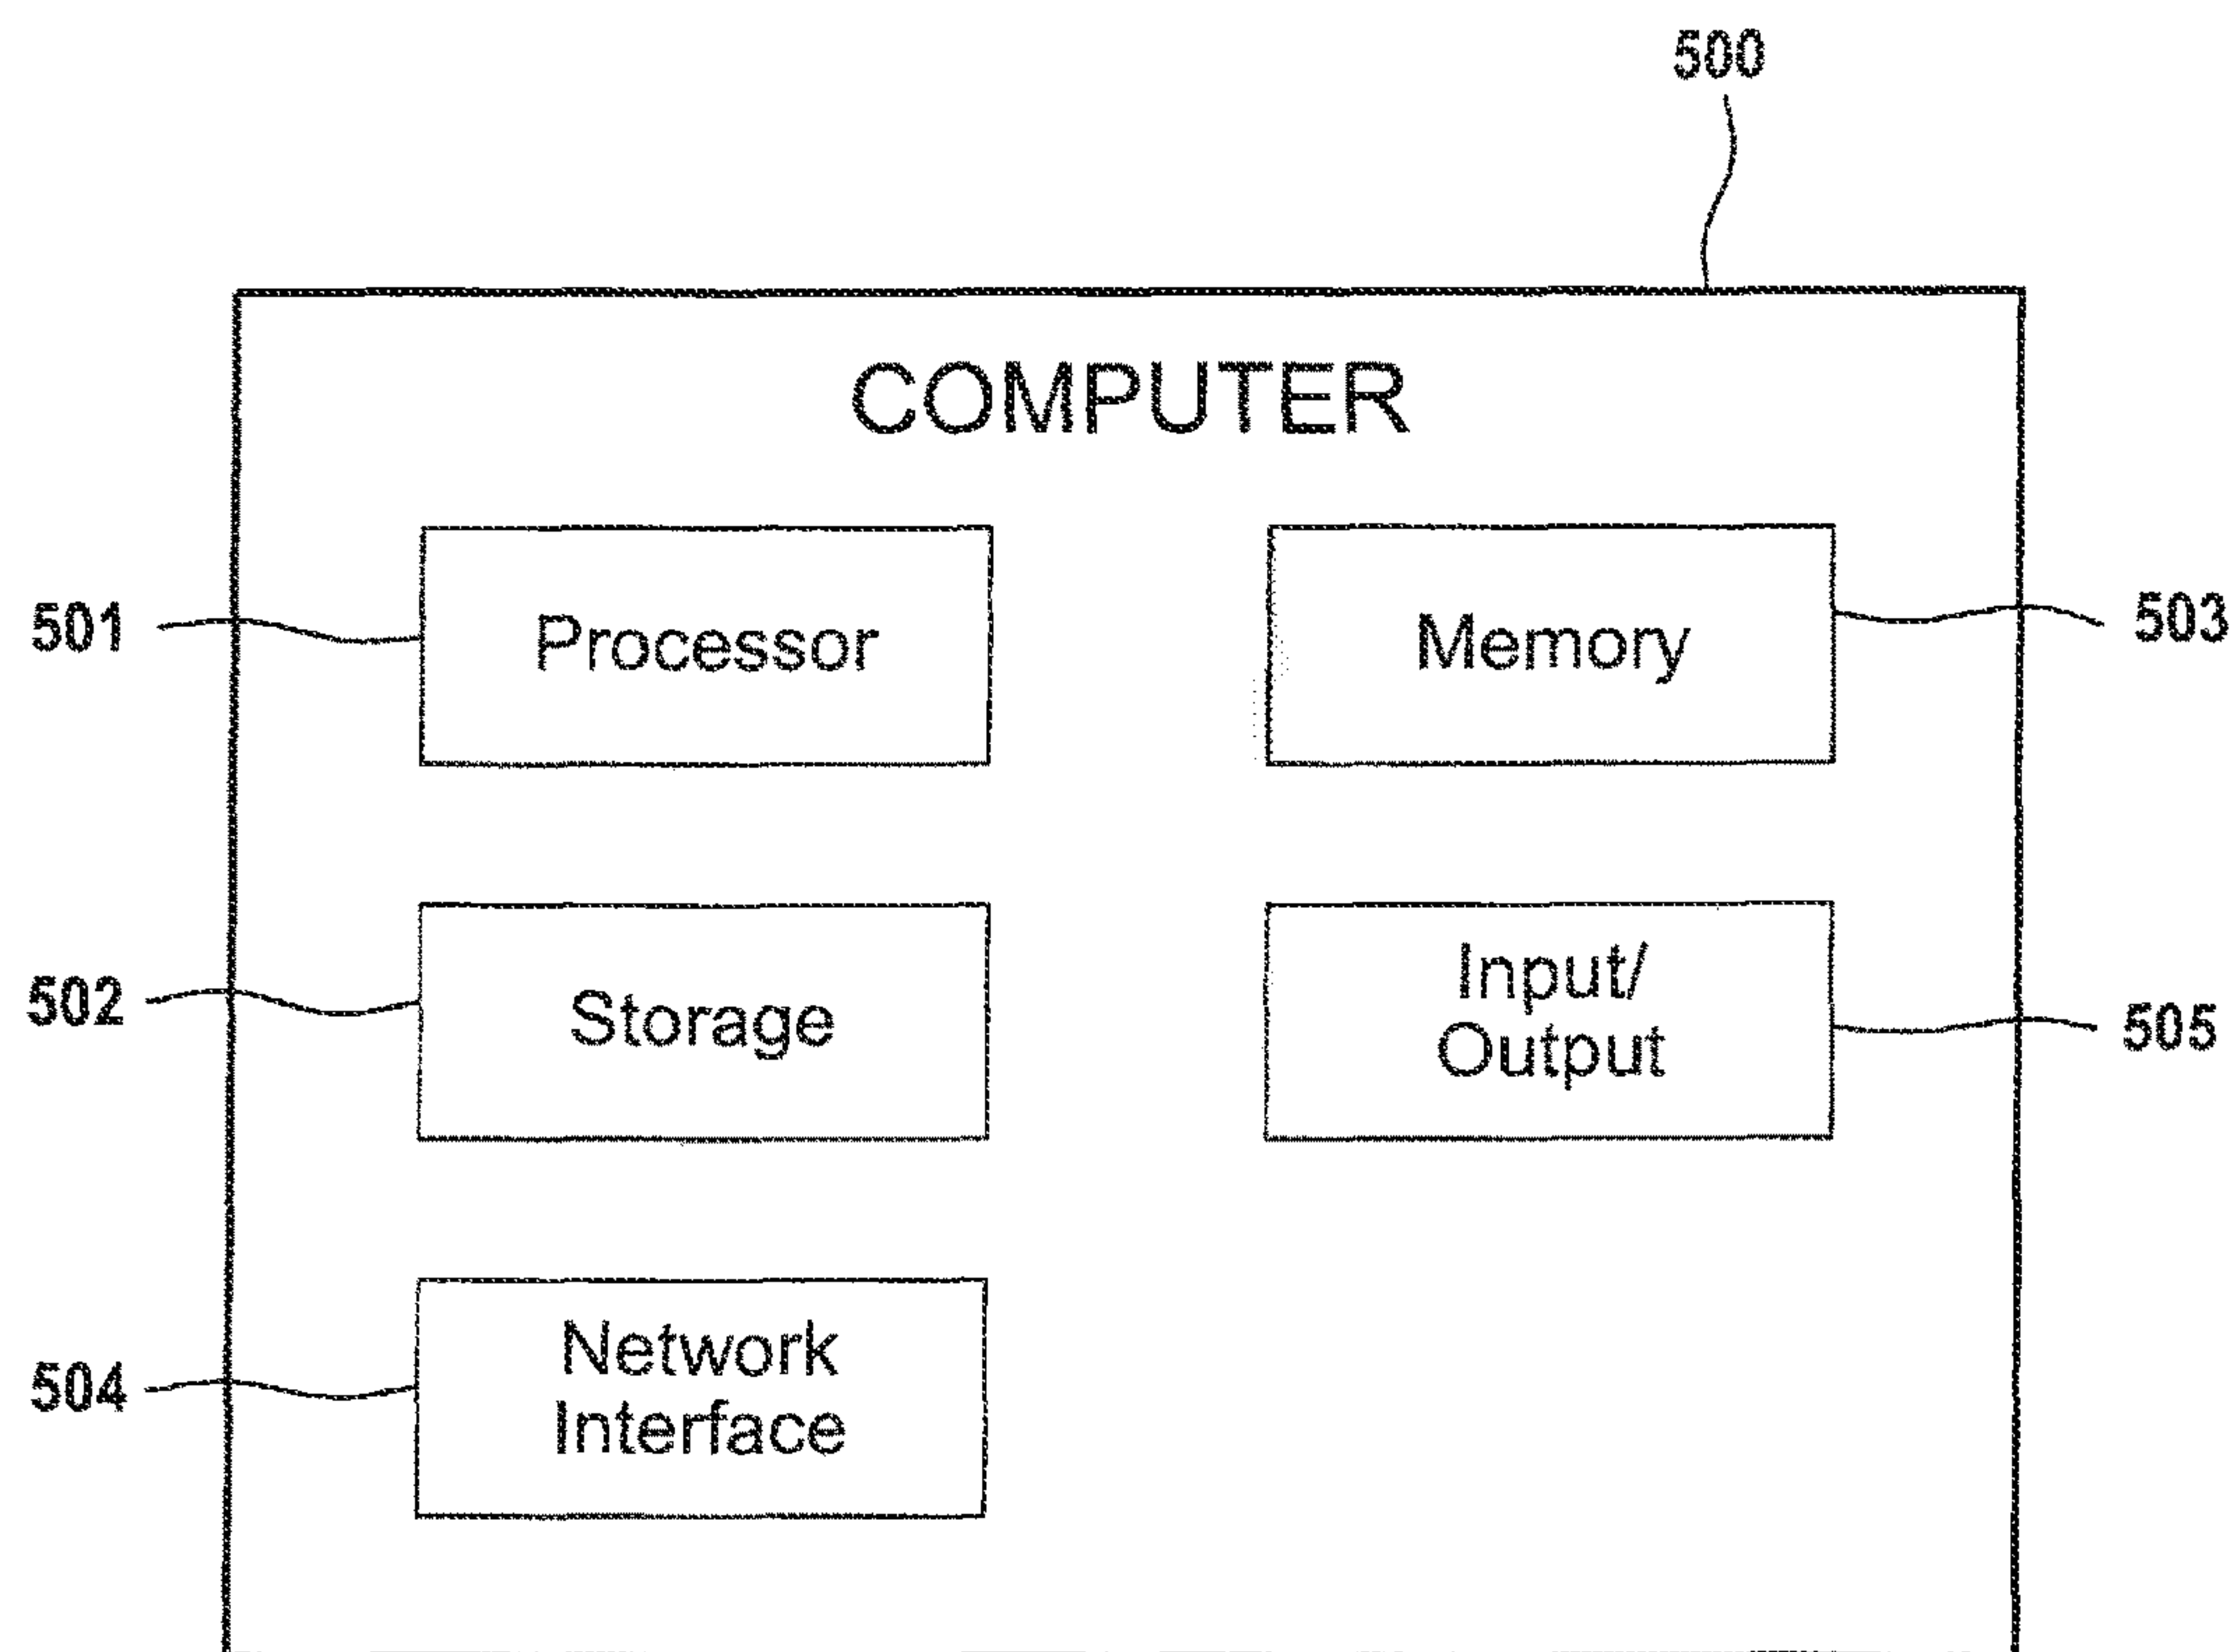 500
COMPUTER
501
Processor
Memory
503
502
Storage
Input/
Output
505
504
Network
Interface